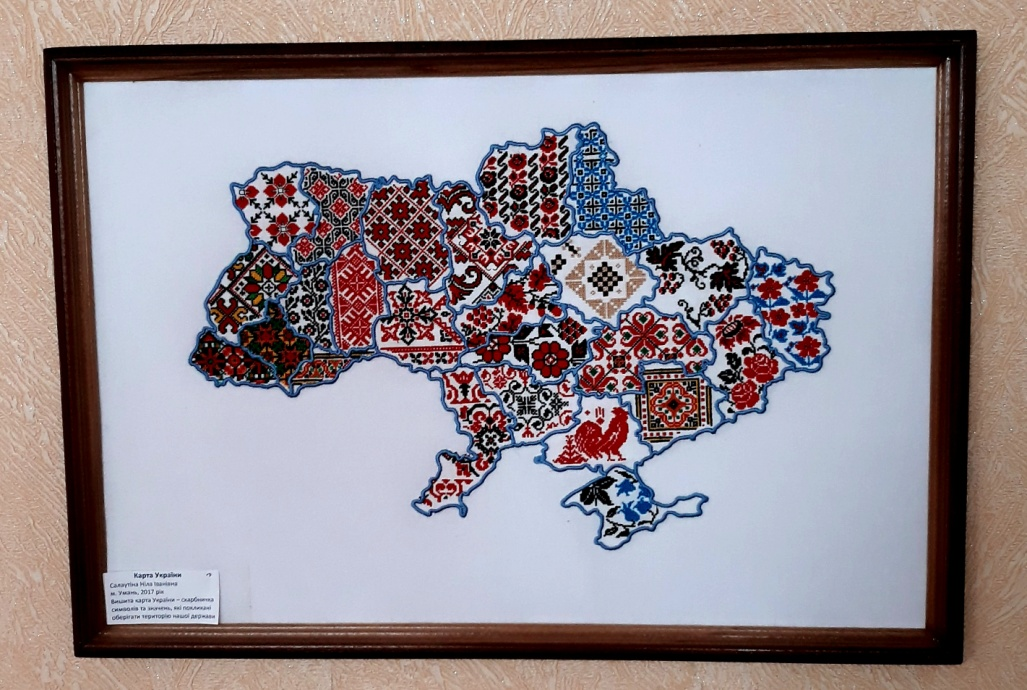 Карта України
Салаутіна Ніла Іванівна
м. Умань, 2017 рік
Вишита карта України – скарбничка
символів та значень, які покликані
оберігати територію нашої держави